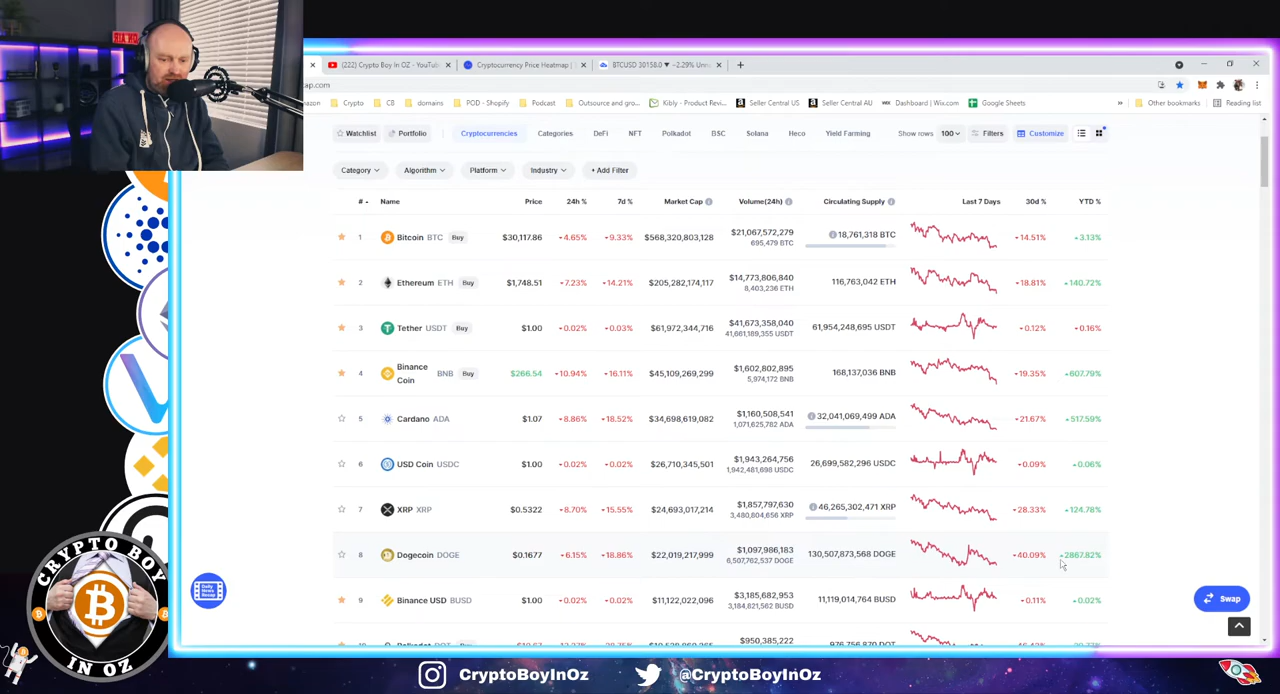 (222) Crypto Boy In OZ - YouTube
Cryptocurrency Price Heatmap |
BTCUSD 30158.0 ▼ −2.29% Unna
ap.com
azon
Crypto
CB
domains
POD - Shopify
Podcast
Outsource and gro...
Kibly - Product Revi...
Seller Central US
Seller Central AU
Dashboard | Wix.com
Google Sheets
»
Other bookmarks
Reading list
Watchlist
Portfolio
Cryptocurrencies
Categories
DeFi
NFT
Polkadot
BSC
Solana
Heco
Yield Farming
Show rows
100
Filters
Customize
Category
Algorithm
Platform
Industry
+ Add Filter
# Name Price 24h % 7d % Market Cap Volume(24h) Circulating Supply Last 7 Days 30d % YTD %
1 Bitcoin BTC Buy $30,117.86 4.65% 9.33% $568,320,803,128 $21,067,572,279 18,761,318 BTC 14.51% 3.13%
695,479 BTC
2 Ethereum ETH Buy $1,748.51 7.23% 14.21% $205,282,174,117 $14,773,806,840 116,763,042 ETH 18.81% 140.72%
8,403,236 ETH
3 Tether USDT Buy $1.00 0.02% 0.03% $61,972,344,716 $41,673,358,040 61,954,248,695 USDT 0.12% 0.16%
41,661,189,355 USDT
4 Binance Coin BNB Buy $266.54 10.94% 16.11% $45,109,269,299 $1,602,802,895 168,137,036 BNB 19.35% 607.79%
5,974,172 BNB
5 Cardano ADA $1.07 8.86% 18.52% $34,698,619,082 $1,160,508,541 32,041,069,499 ADA 21.67% 517.59%
1,071,625,782 ADA
6 USD Coin USDC $1.00 0.02% 0.02% $26,710,345,501 $1,943,264,756 26,699,582,296 USDC 0.09% 0.06%
1,942,481,698 USDC
7 XRP XRP $0.5322 8.70% 15.55% $24,693,017,214 $1,857,797,630 46,265,302,471 XRP 28.33% 124.78%
3,480,804,656 XRP
8 Dogecoin DOGE $0.1677 6.15% 18.86% $22,019,217,999 $1,097,986,183 130,507,873,568 DOGE 40.09% 2867.82%
6,507,762,537 DOGE
9 Binance USD BUSD $1.00 0.02% 0.02% $11,122,022,096 $3,185,682,953 11,119,014,764 BUSD 0.11% 0.02%
3,184,821,562 BUSD
$950,385,222
Swap
CRYPTO BOY
IN OZ
CryptoBoyInOz
@CryptoBoyInOz